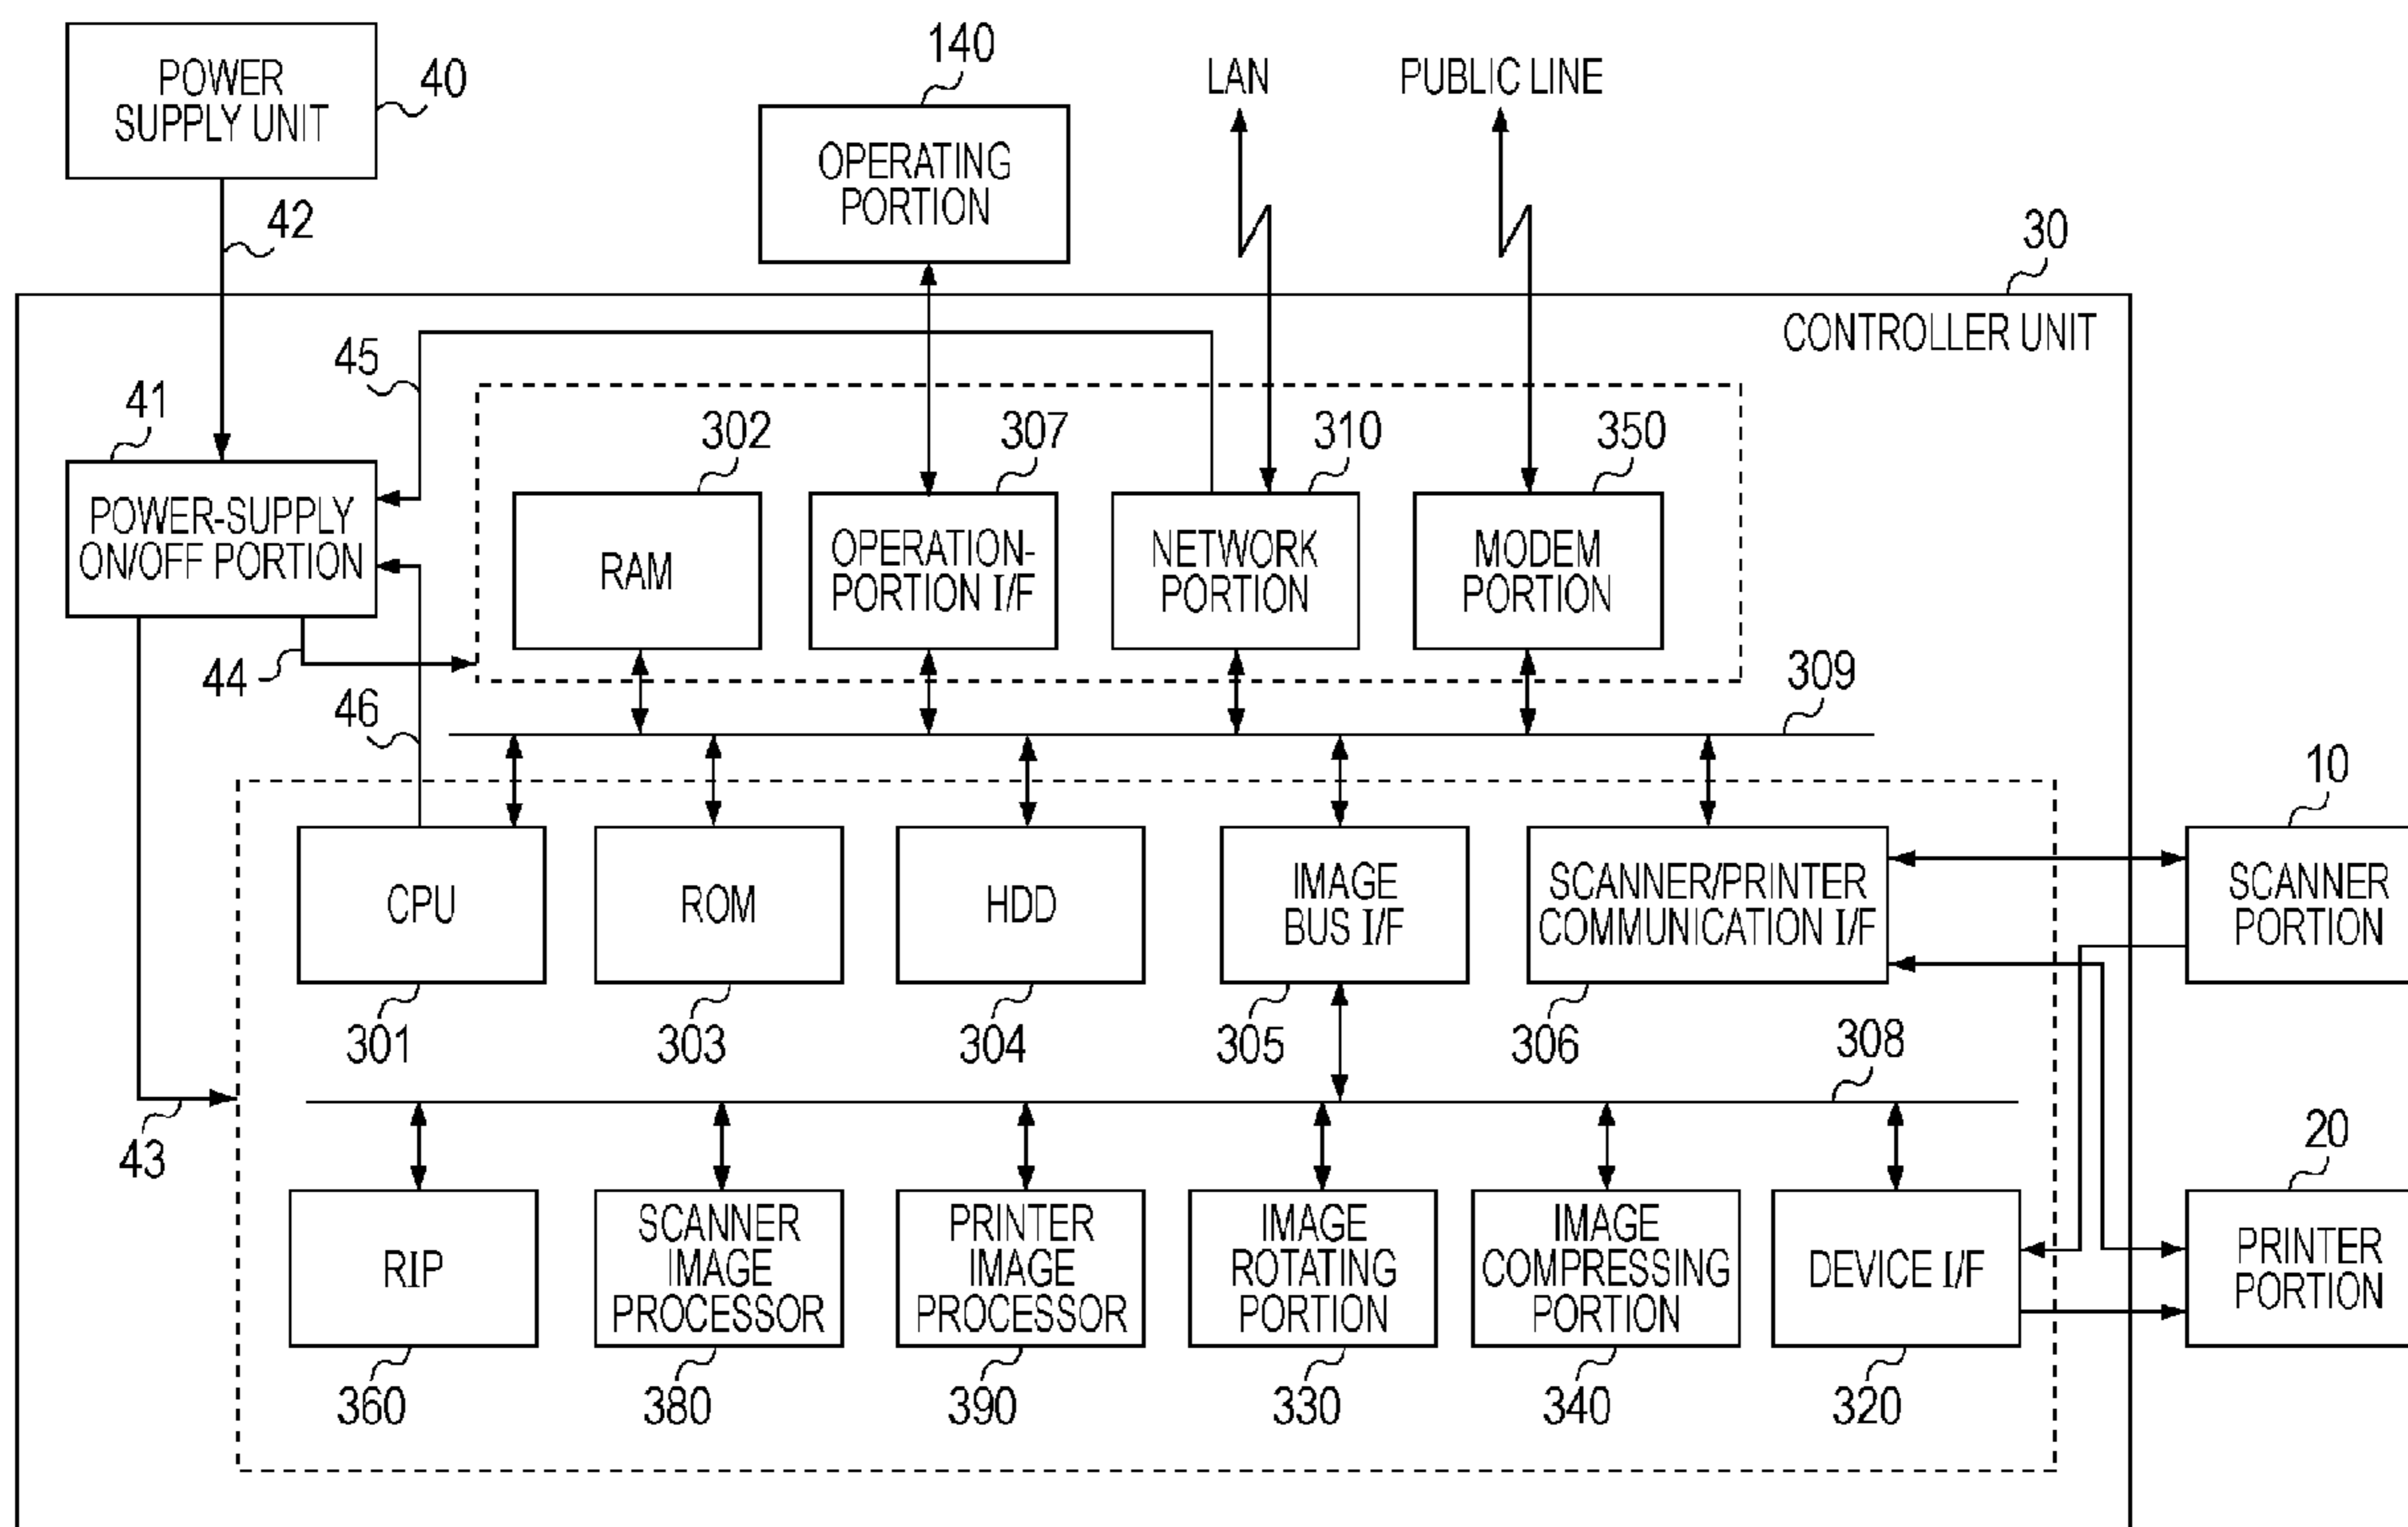 POWER
SUPPLY UNIT
40
140
OPERATING
PORTION
LAN
PUBLIC LINE
42
30
CONTROLLER UNIT
45
41
POWER-SUPPLY
ON/OFF PORTION
302
RAM
307
OPERATION-
PORTION I/F
310
NETWORK
PORTION
350
MODEM
PORTION
44
46
309
CPU
301
ROM
303
HDD
304
IMAGE
BUS I/F
305
SCANNER/PRINTER
COMMUNICATION I/F
306
10
SCANNER
PORTION
308
43
RIP
360
SCANNER
IMAGE
PROCESSOR
380
PRINTER
IMAGE
PROCESSOR
390
IMAGE
ROTATING
PORTION
330
IMAGE
COMPRESSING
PORTION
340
DEVICE I/F
320
20
PRINTER
PORTION